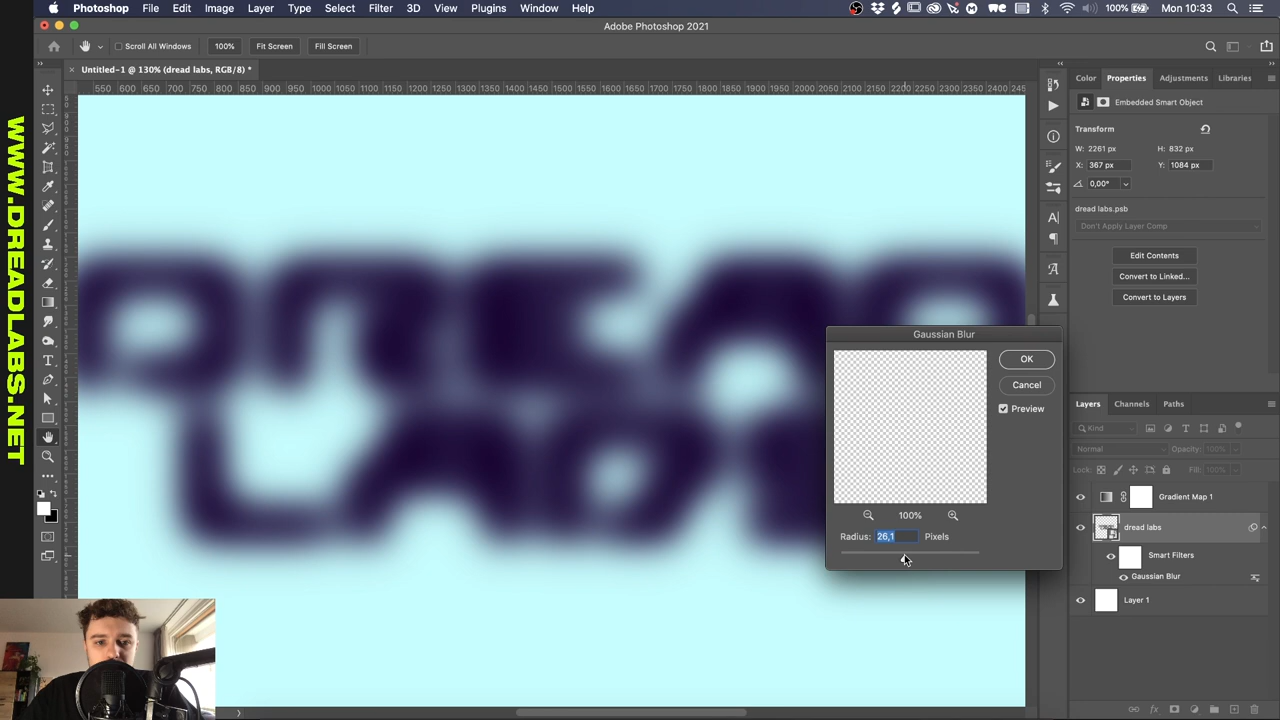 Photoshop File Edit Image Layer Type Select Filter 3D View Plugins Window Help 100% Mon 10:33
Adobe Photoshop 2021
Scroll All Windows 100% Fit Screen Fill Screen
× Untitled-1 @ 130% (dread labs, RGB/8) *
550 600 650 700 750 800 850 900 950 1000 1050 1100 1150 1200 1250 1300 1350 1400 1450 1500 1550 1600 1650 1700 1750 1800 1850 1900 1950 2000 2050 2100 2150 2200 2250 2300 2350 2400 245
WWW.DREADLABS.NET
Color Properties Adjustments Libraries
Embedded Smart Object
Transform
W: 2261 px H: 832 px
X: 367 px Y: 1084 px
0,00°
dread labs.psb
Don't Apply Layer Comp
Edit Contents
Convert to Linked...
Convert to Layers
Gaussian Blur
OK
Cancel
Preview
100%
Radius: 26,1 Pixels
Layers Channels Paths
Kind
Normal Opacity: 100%
Lock: Fill: 100%
Gradient Map 1
dread labs
Smart Filters
Gaussian Blur
Layer 1